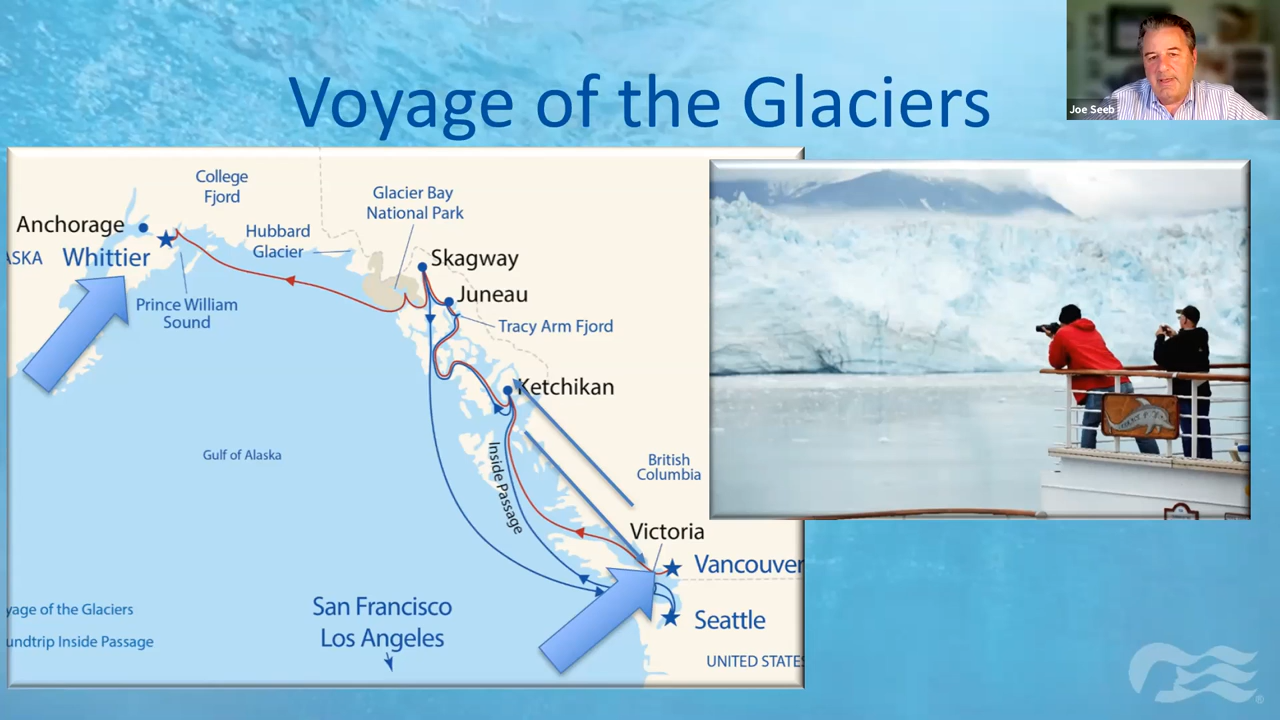 Voyage of the Glaciers
Joe Seeb
College
Fjord
Glacier Bay
National Park
Anchorage
Hubbard
Glacier
ASKA
Whittier
Skagway
Juneau
Prince William
Sound
Tracy Arm Fjord
Ketchikan
Gulf of Alaska
Inside Passage
British
Columbia
Victoria
Vancouver
yage of the Glaciers
San Francisco
Los Angeles
Seattle
undtrip Inside Passage
UNITED STATES
®